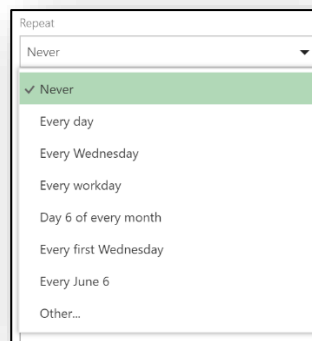 Repeat
Never
Never
Every day
Every Wednesday
Every workday
Day 6 of every month
Every first Wednesday
Every June 6
Other...